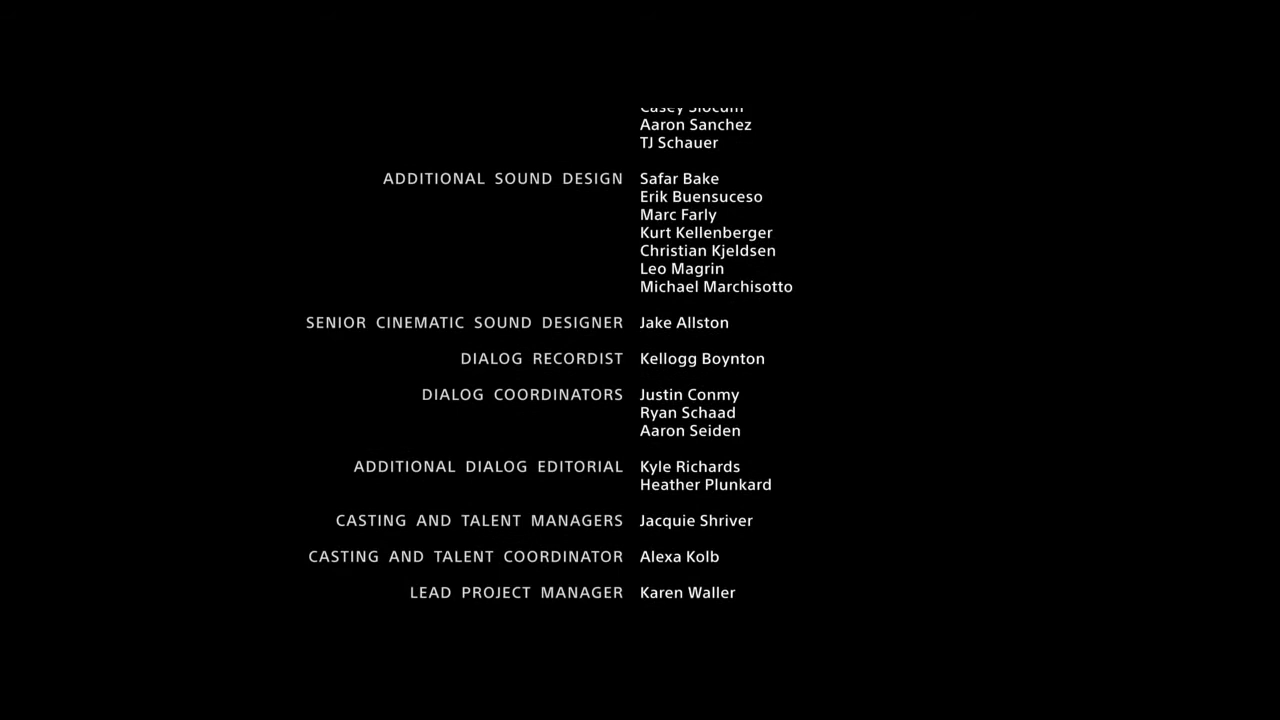 Casey Slocum
Aaron Sanchez
TJ Schauer
ADDITIONAL SOUND DESIGN Safar Bake
Erik Buensuceso
Marc Farly
Kurt Kellenberger
Christian Kjeldsen
Leo Magrin
Michael Marchisotto
SENIOR CINEMATIC SOUND DESIGNER Jake Allston
DIALOG RECORDIST Kellogg Boynton
DIALOG COORDINATORS Justin Conmy
Ryan Schaad
Aaron Seiden
ADDITIONAL DIALOG EDITORIAL Kyle Richards
Heather Plunkard
CASTING AND TALENT MANAGERS Jacquie Shriver
CASTING AND TALENT COORDINATOR Alexa Kolb
LEAD PROJECT MANAGER Karen Waller